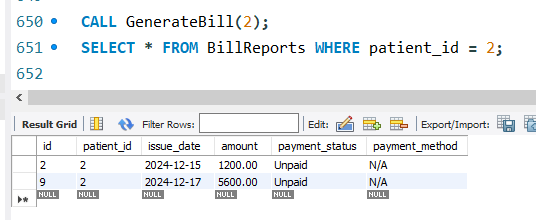 650 CALL GenerateBill(2);
651 SELECT * FROM BillReports WHERE patient_id = 2;
652
Result Grid Filter Rows: Edit: Export/Import:
id patient_id issue_date amount payment_status payment_method
2 2 2024-12-15 1200.00 Unpaid N/A
9 2 2024-12-17 5600.00 Unpaid N/A
NULL NULL NULL NULL NULL NULL